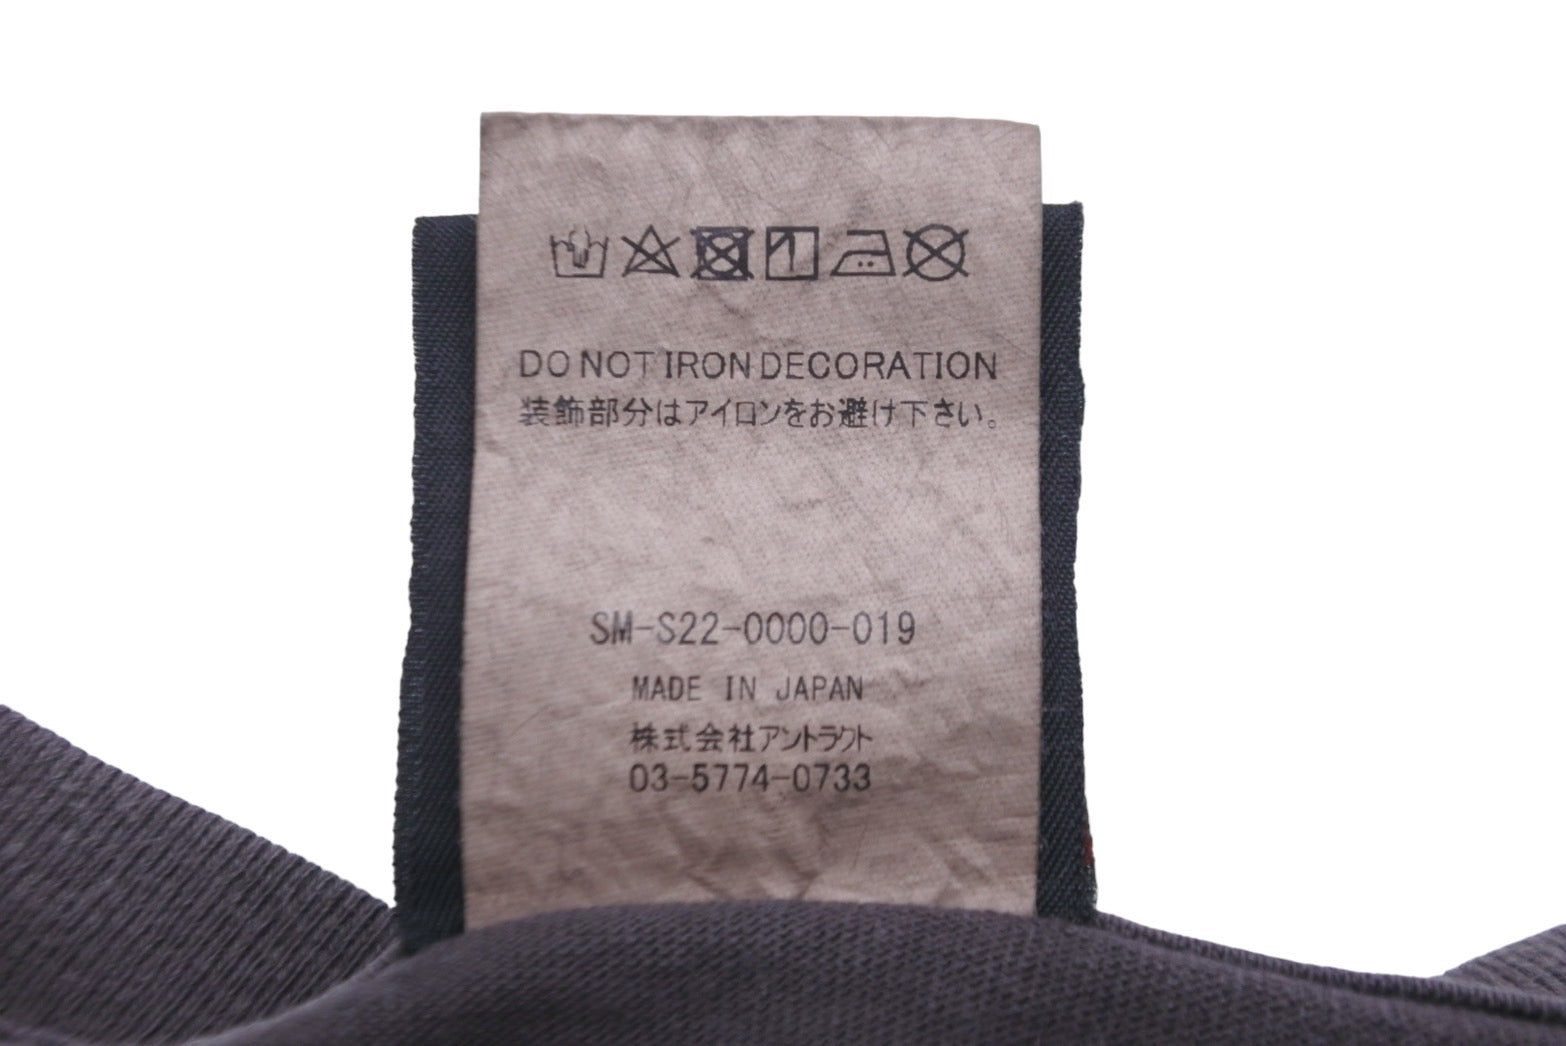 DO NOT IRON DECORATION
装飾部分はアイロンをお避け下さい。
SM-S22-0000-019
MADE IN JAPAN
株式会社アントラクト
03-5774-0733